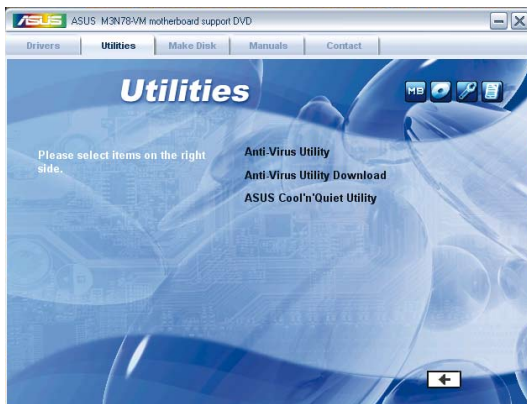 ASUS ASUS M3N78-VM motherboard support DVD
Drivers Utilities Make Disk Manuals Contact
Utilities
MB
Please select items on the right
side.
Anti-Virus Utility
Anti-Virus Utility Download
ASUS Cool'n'Quiet Utility